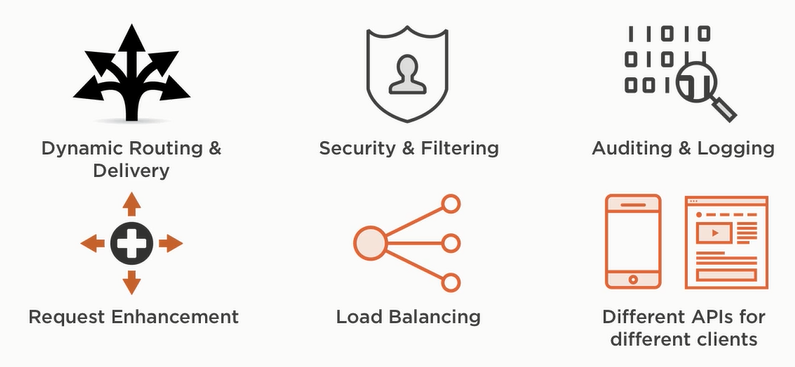 Dynamic Routing &
Delivery
Security & Filtering
Auditing & Logging
Request Enhancement
Load Balancing
Different APIs for
different clients